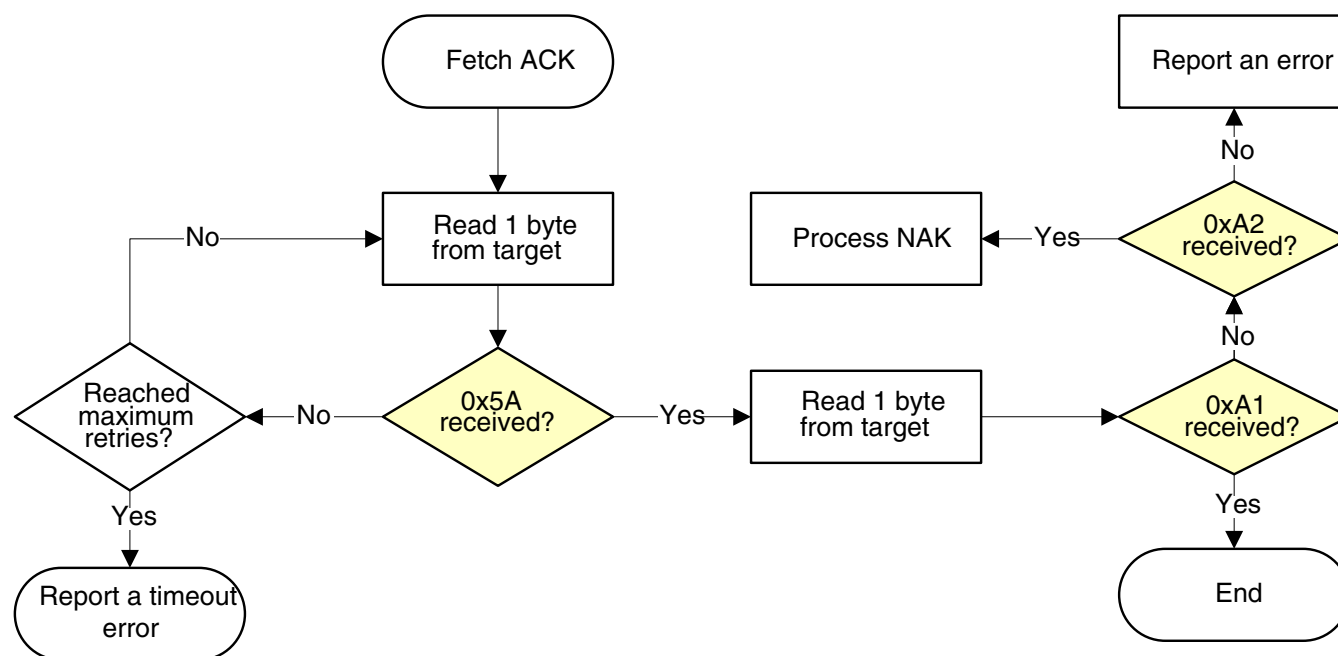 Fetch ACK
Report an error
No
Read 1 byte
from target
Process NAK
Yes
0xA2
received?
No
No
Reached
maximum
retries?
No
0x5A
received?
Yes
Read 1 byte
from target
0xA1
received?
Yes
Yes
Report a timeout
error
End